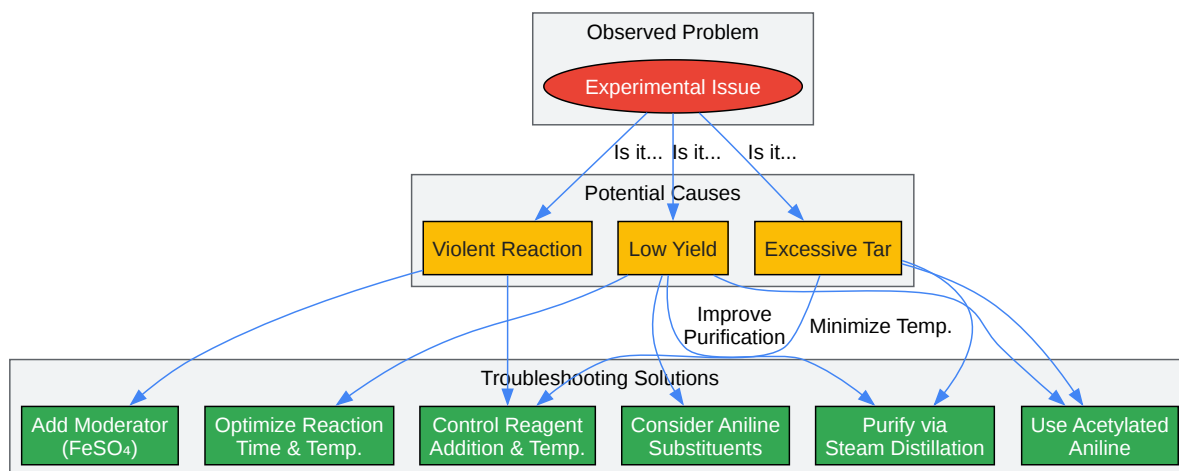 Observed Problem
Experimental Issue
Is it... Is it... Is it...
Potential Causes
Violent Reaction
Low Yield
Excessive Tar
Improve
Purification
Minimize Temp.
Troubleshooting Solutions
Add Moderator
(FeSO₄)
Optimize Reaction
Time & Temp.
Control Reagent
Addition & Temp.
Consider Aniline
Substituents
Purify via
Steam Distillation
Use Acetylated
Aniline